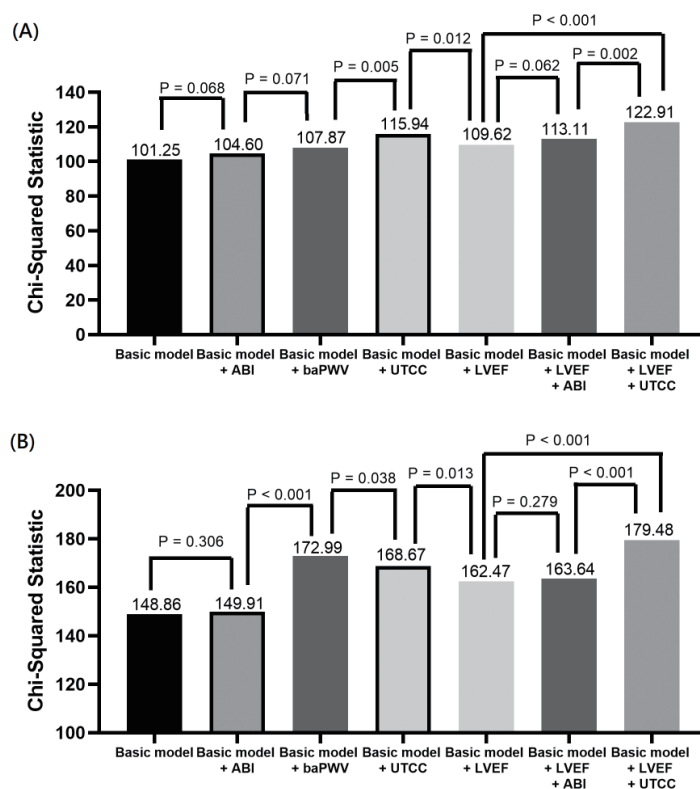 (A)
P < 0.001
P = 0.012
P = 0.068
P = 0.071
P = 0.005
P = 0.062
P = 0.002
Chi-Squared Statistic
140
120
100
80
60
40
20
0
101.25
104.60
107.87
115.94
109.62
113.11
122.91
Basic model
Basic model
+ ABI
Basic model
+ baPWV
Basic model
+ UTCC
Basic model
+ LVEF
Basic model
+ LVEF
+ ABI
Basic model
+ LVEF
+ UTCC
(B)
P < 0.001
P = 0.306
P < 0.001
P = 0.038
P = 0.013
P = 0.279
P < 0.001
Chi-Squared Statistic
200
180
160
140
120
100
148.86
149.91
172.99
168.67
162.47
163.64
179.48
Basic model
Basic model
+ ABI
Basic model
+ baPWV
Basic model
+ UTCC
Basic model
+ LVEF
Basic model
+ LVEF
+ ABI
Basic model
+ LVEF
+ UTCC